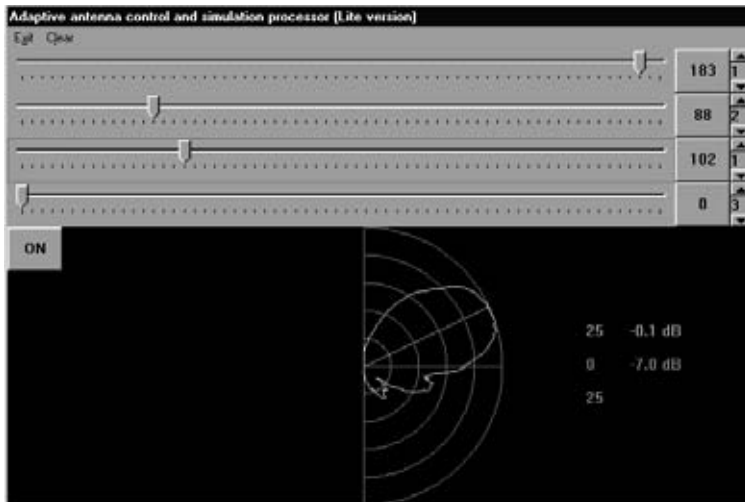 Adaptive antenna control and simulation processor (Lite version)
Exit Clear
183 1
88 2
102 1
0 3
ON
25 -0.1 dB
0 -7.0 dB
25